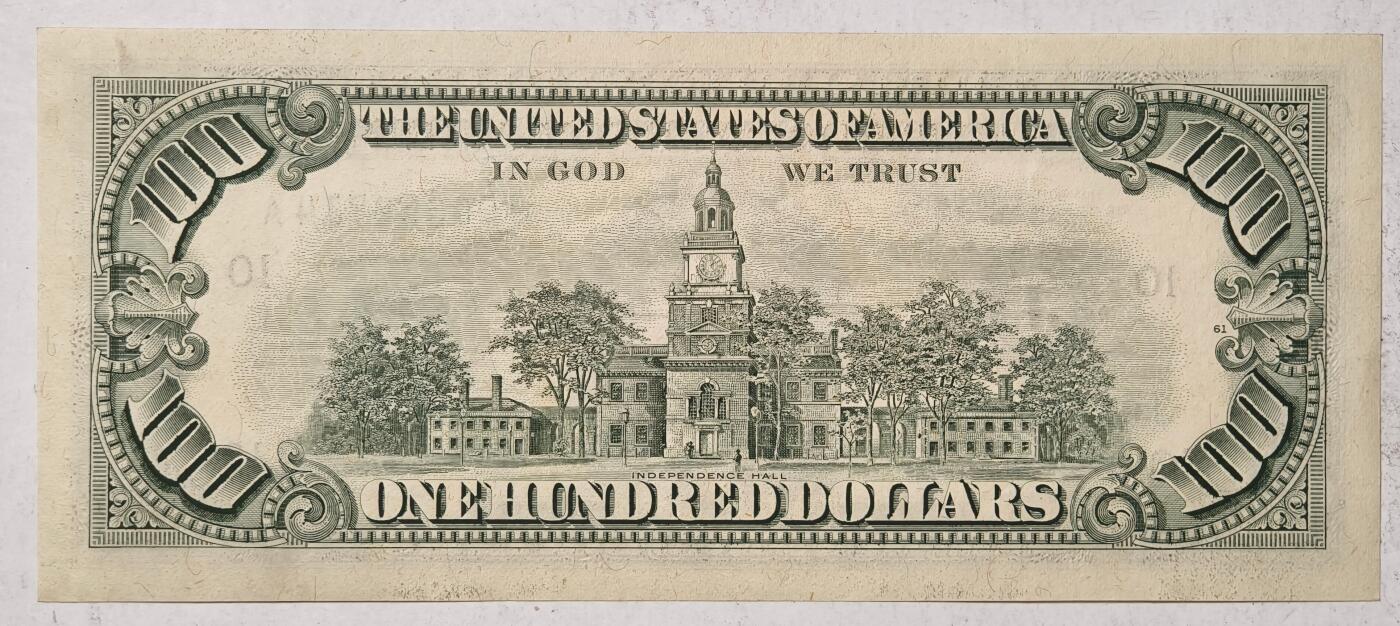 THE UNITED STATES OF AMERICA
IN GOD WE TRUST
100
100
61
100
100
INDEPENDENCE HALL
ONE HUNDRED DOLLARS